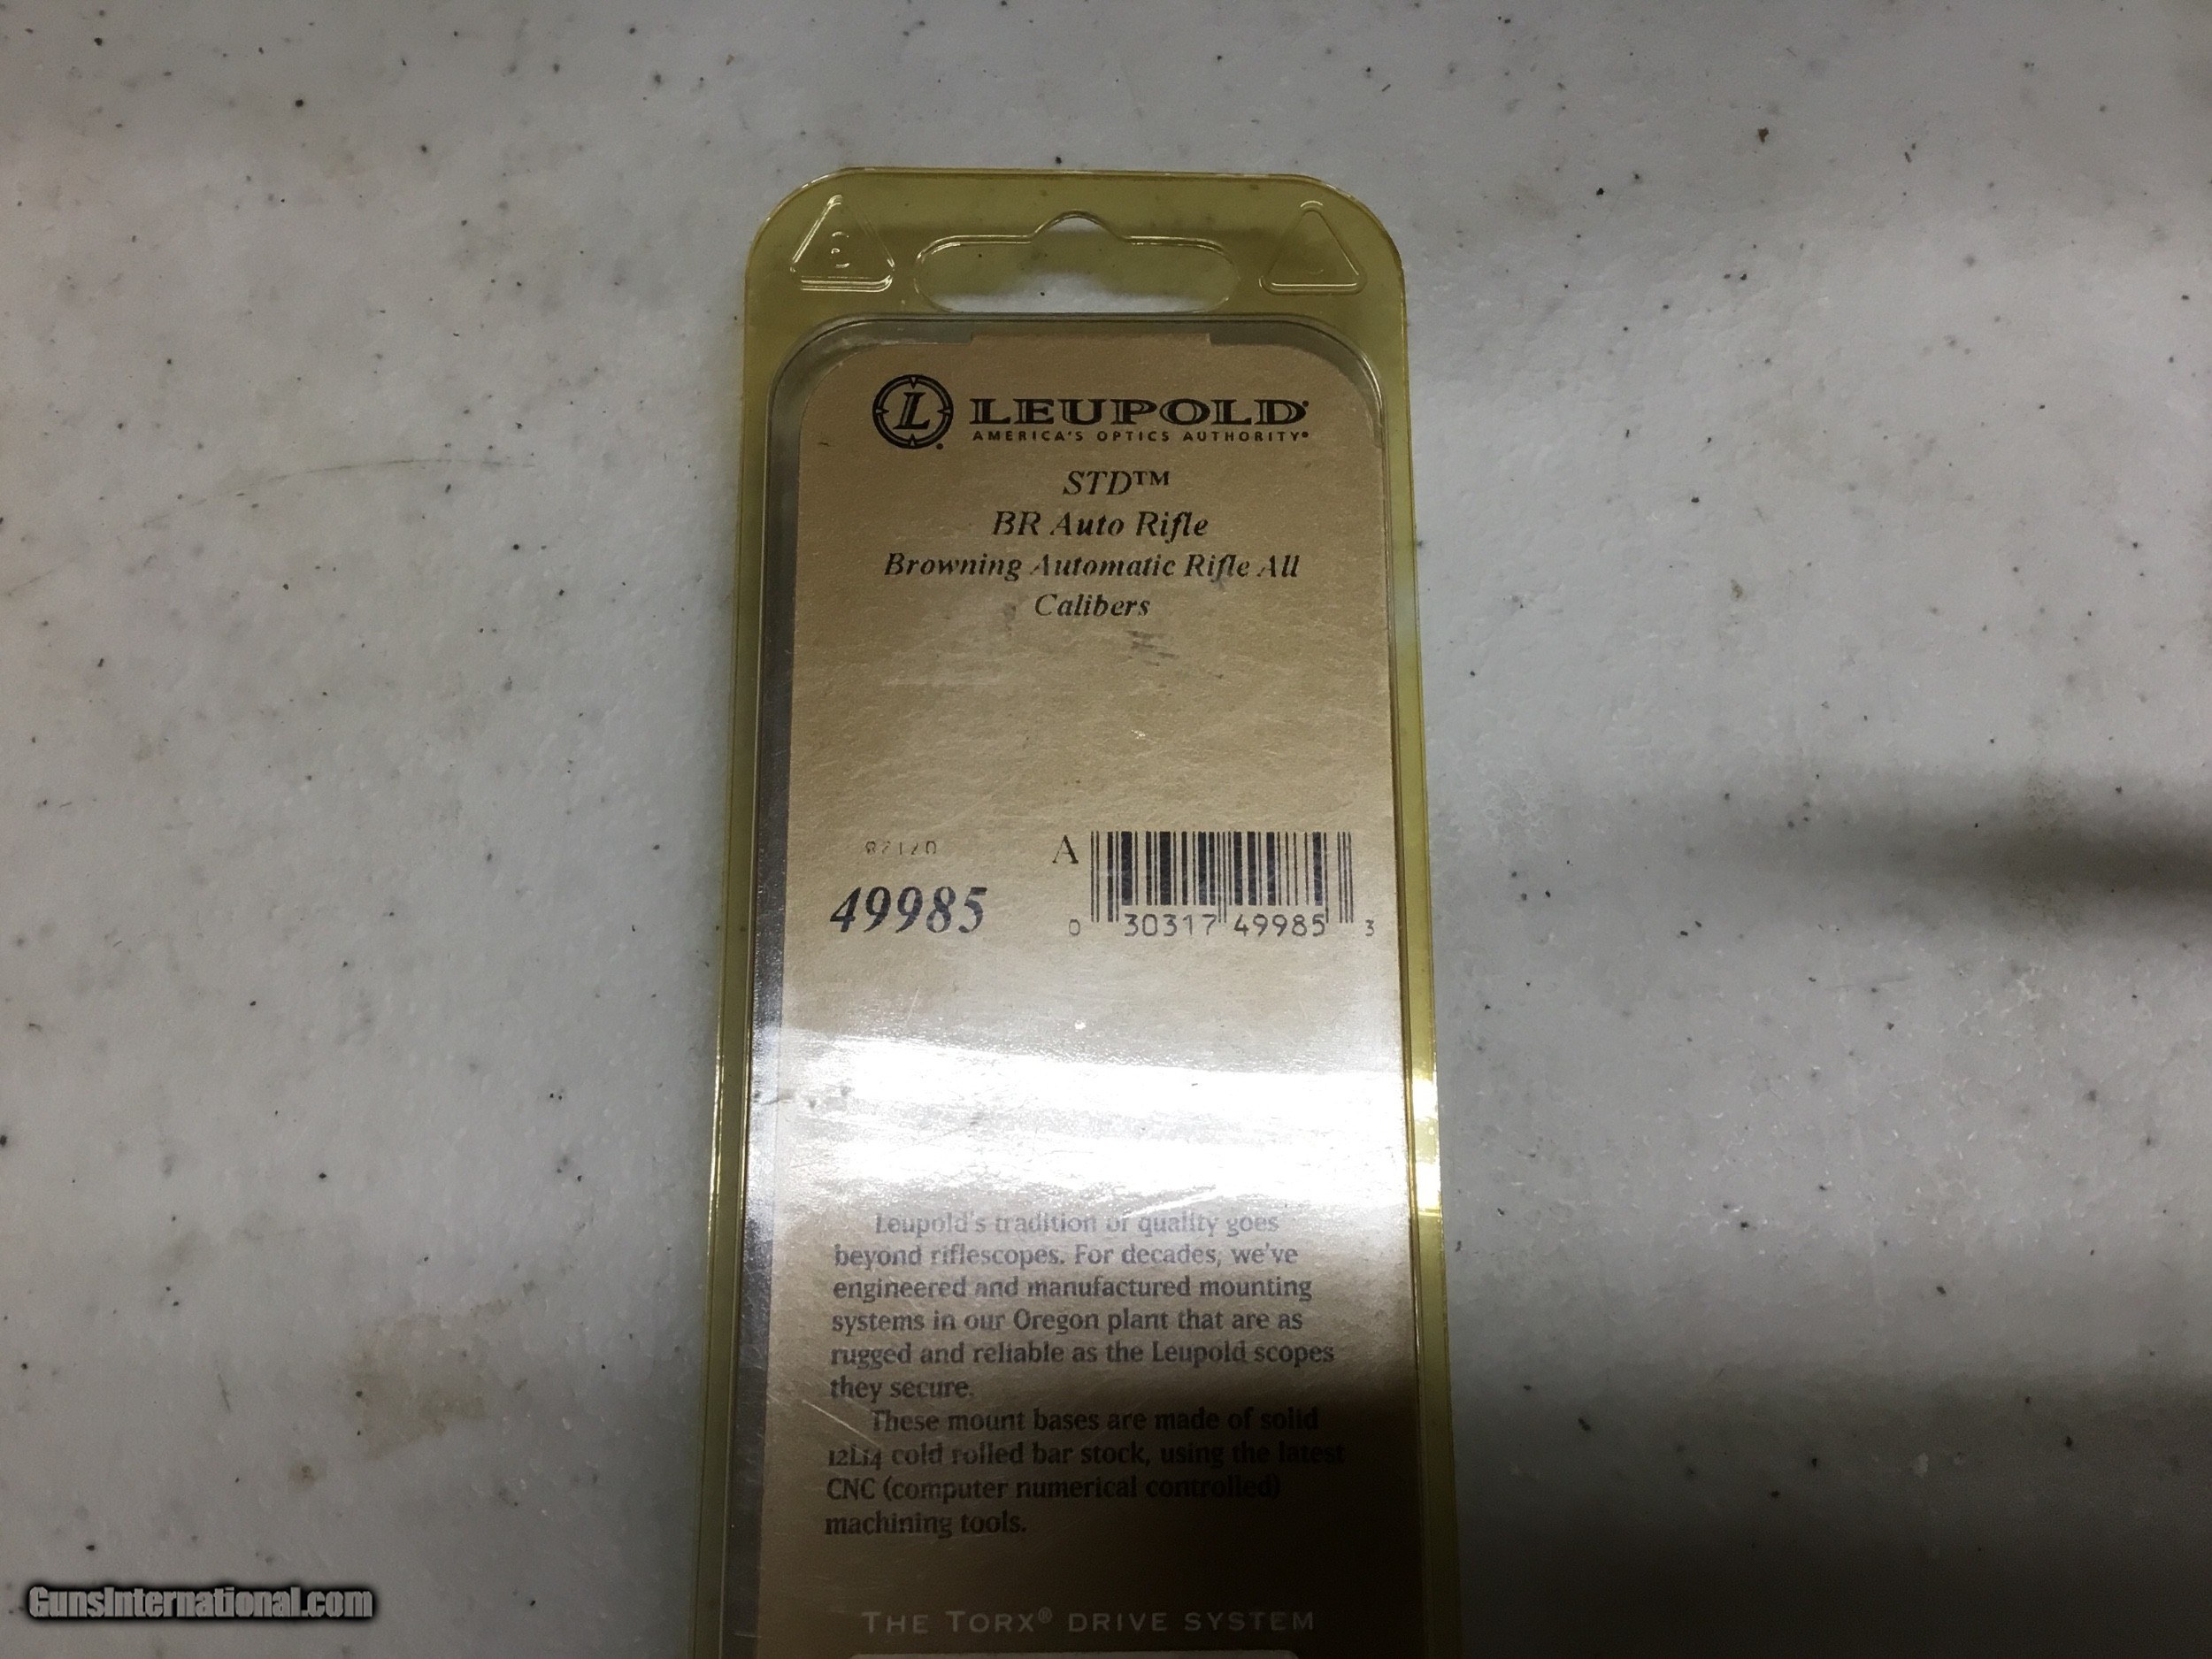 L LEUPOLD®
AMERICA'S OPTICS AUTHORITY®
STD™
BR Auto Rifle
Browning Automatic Rifle All
Calibers
A
49985
0 30317 49985 3
Leupold's tradition of quality goes
beyond riflescopes. For decades, we've
engineered and manufactured mounting
systems in our Oregon plant that are as
rugged and reliable as the Leupold scopes
they secure.
These mount bases are made of solid
12L14 cold rolled bar stock, using the latest
CNC (computer numerical controlled)
machining tools.
THE TORX® DRIVE SYSTEM
GunsInternational.com